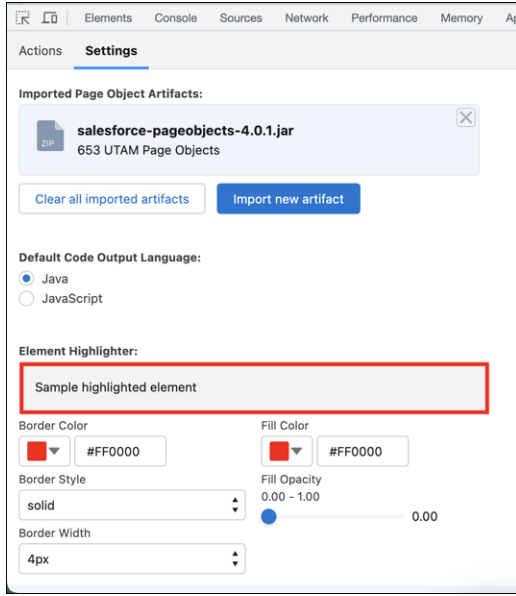 Elements Console Sources Network Performance Memory
Actions Settings
Imported Page Object Artifacts:
salesforce-pageobjects-4.0.1.jar
ZIP
653 UTAM Page Objects
Clear all imported artifacts Import new artifact
Default Code Output Language:
Java
JavaScript
Element Highlighter:
Sample highlighted element
Border Color Fill Color
#FF0000 #FF0000
Border Style Fill Opacity
0.00 - 1.00
solid
0.00
Border Width
4px